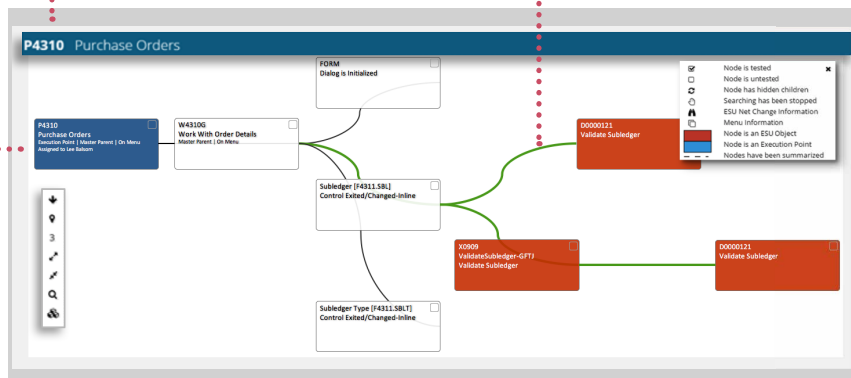 P4310 Purchase Orders
FORM
Dialog is Initialized
Node is tested
Node is untested
Node has hidden children
Searching has been stopped
ESU Net Change Information
Menu Information
Node is an ESU Object
Node is an Execution Point
Nodes have been summarized
P4310
Purchase Orders
Execution Point | Master Parent | On Menu
Assigned to Lee Balsom
W4310G
Work With Order Details
Master Parent | On Menu
D0000121
Validate Subledger
Subledger [F4311.SBL]
Control Exited/Changed-Inline
3
X0909
ValidateSubledger-GFTJ
Validate Subledger
D0000121
Validate Subledger
Subledger Type [F4311.SBLT]
Control Exited/Changed-Inline